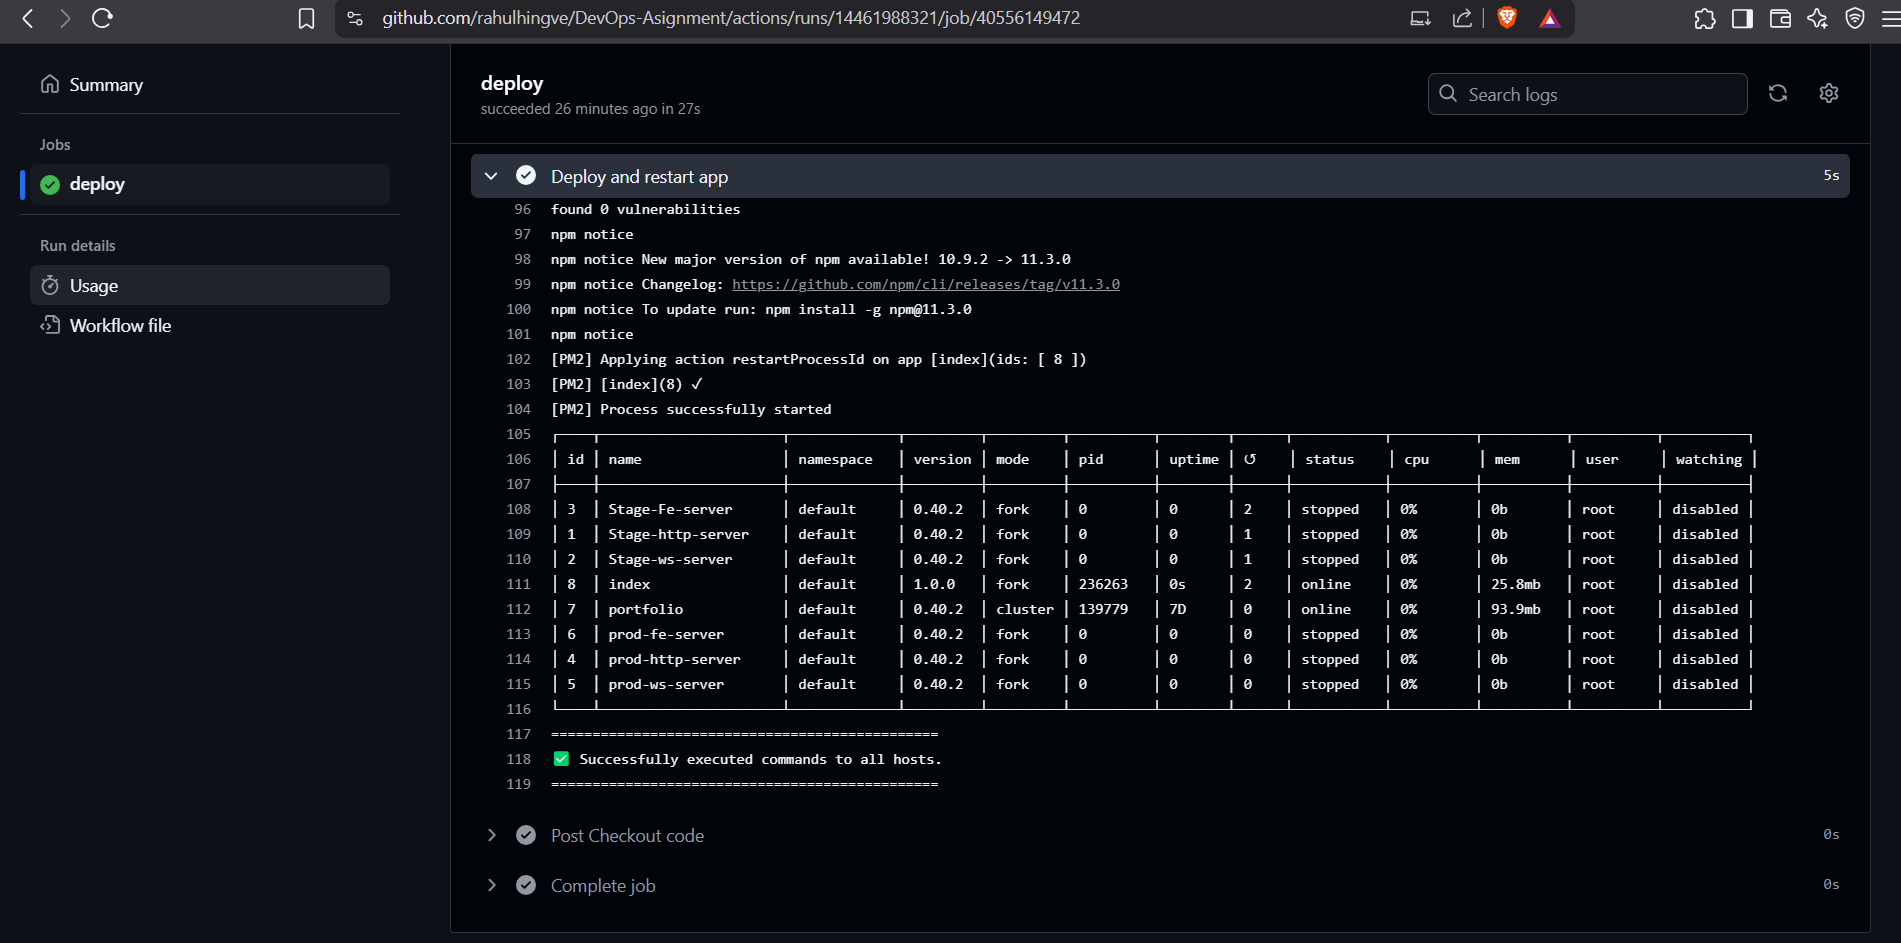 github.com/rahulhingve/DevOps-Asignment/actions/runs/14461988321/job/40556149472
Summary
Jobs
deploy
Run details
Usage
Workflow file
deploy
succeeded 26 minutes ago in 27s
Search logs
Deploy and restart app 5s
96 found 0 vulnerabilities
97 npm notice
98 npm notice New major version of npm available! 10.9.2 -> 11.3.0
99 npm notice Changelog: https://github.com/npm/cli/releases/tag/v11.3.0
100 npm notice To update run: npm install -g npm@11.3.0
101 npm notice
102 [PM2] Applying action restartProcessId on app [index](ids: [ 8 ])
103 [PM2] [index](8) ✓
104 [PM2] Process successfully started
105
106 │ id │ name │ namespace │ version │ mode │ pid │ uptime │ ↺ │ status │ cpu │ mem │ user │ watching │
107
108 │ 3 │ Stage-Fe-server │ default │ 0.40.2 │ fork │ 0 │ 0 │ 2 │ stopped │ 0% │ 0b │ root │ disabled │
109 │ 1 │ Stage-http-server │ default │ 0.40.2 │ fork │ 0 │ 0 │ 1 │ stopped │ 0% │ 0b │ root │ disabled │
110 │ 2 │ Stage-ws-server │ default │ 0.40.2 │ fork │ 0 │ 0 │ 1 │ stopped │ 0% │ 0b │ root │ disabled │
111 │ 8 │ index │ default │ 1.0.0 │ fork │ 236263 │ 0s │ 2 │ online │ 0% │ 25.8mb │ root │ disabled │
112 │ 7 │ portfolio │ default │ 0.40.2 │ cluster │ 139779 │ 7D │ 0 │ online │ 0% │ 93.9mb │ root │ disabled │
113 │ 6 │ prod-fe-server │ default │ 0.40.2 │ fork │ 0 │ 0 │ 0 │ stopped │ 0% │ 0b │ root │ disabled │
114 │ 4 │ prod-http-server │ default │ 0.40.2 │ fork │ 0 │ 0 │ 0 │ stopped │ 0% │ 0b │ root │ disabled │
115 │ 5 │ prod-ws-server │ default │ 0.40.2 │ fork │ 0 │ 0 │ 0 │ stopped │ 0% │ 0b │ root │ disabled │
116
117 ===============================================
118 ✅ Successfully executed commands to all hosts.
119 ===============================================
Post Checkout code 0s
Complete job 0s